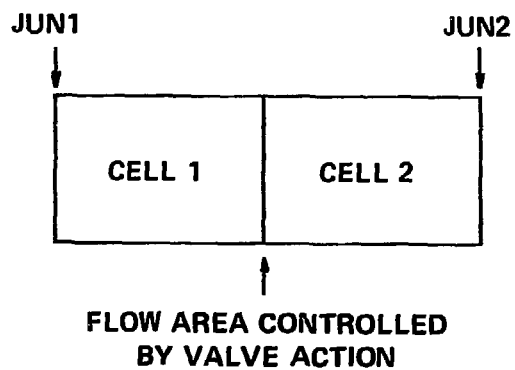 JUN1
JUN2
CELL 1
CELL 2
FLOW AREA CONTROLLED
BY VALVE ACTION